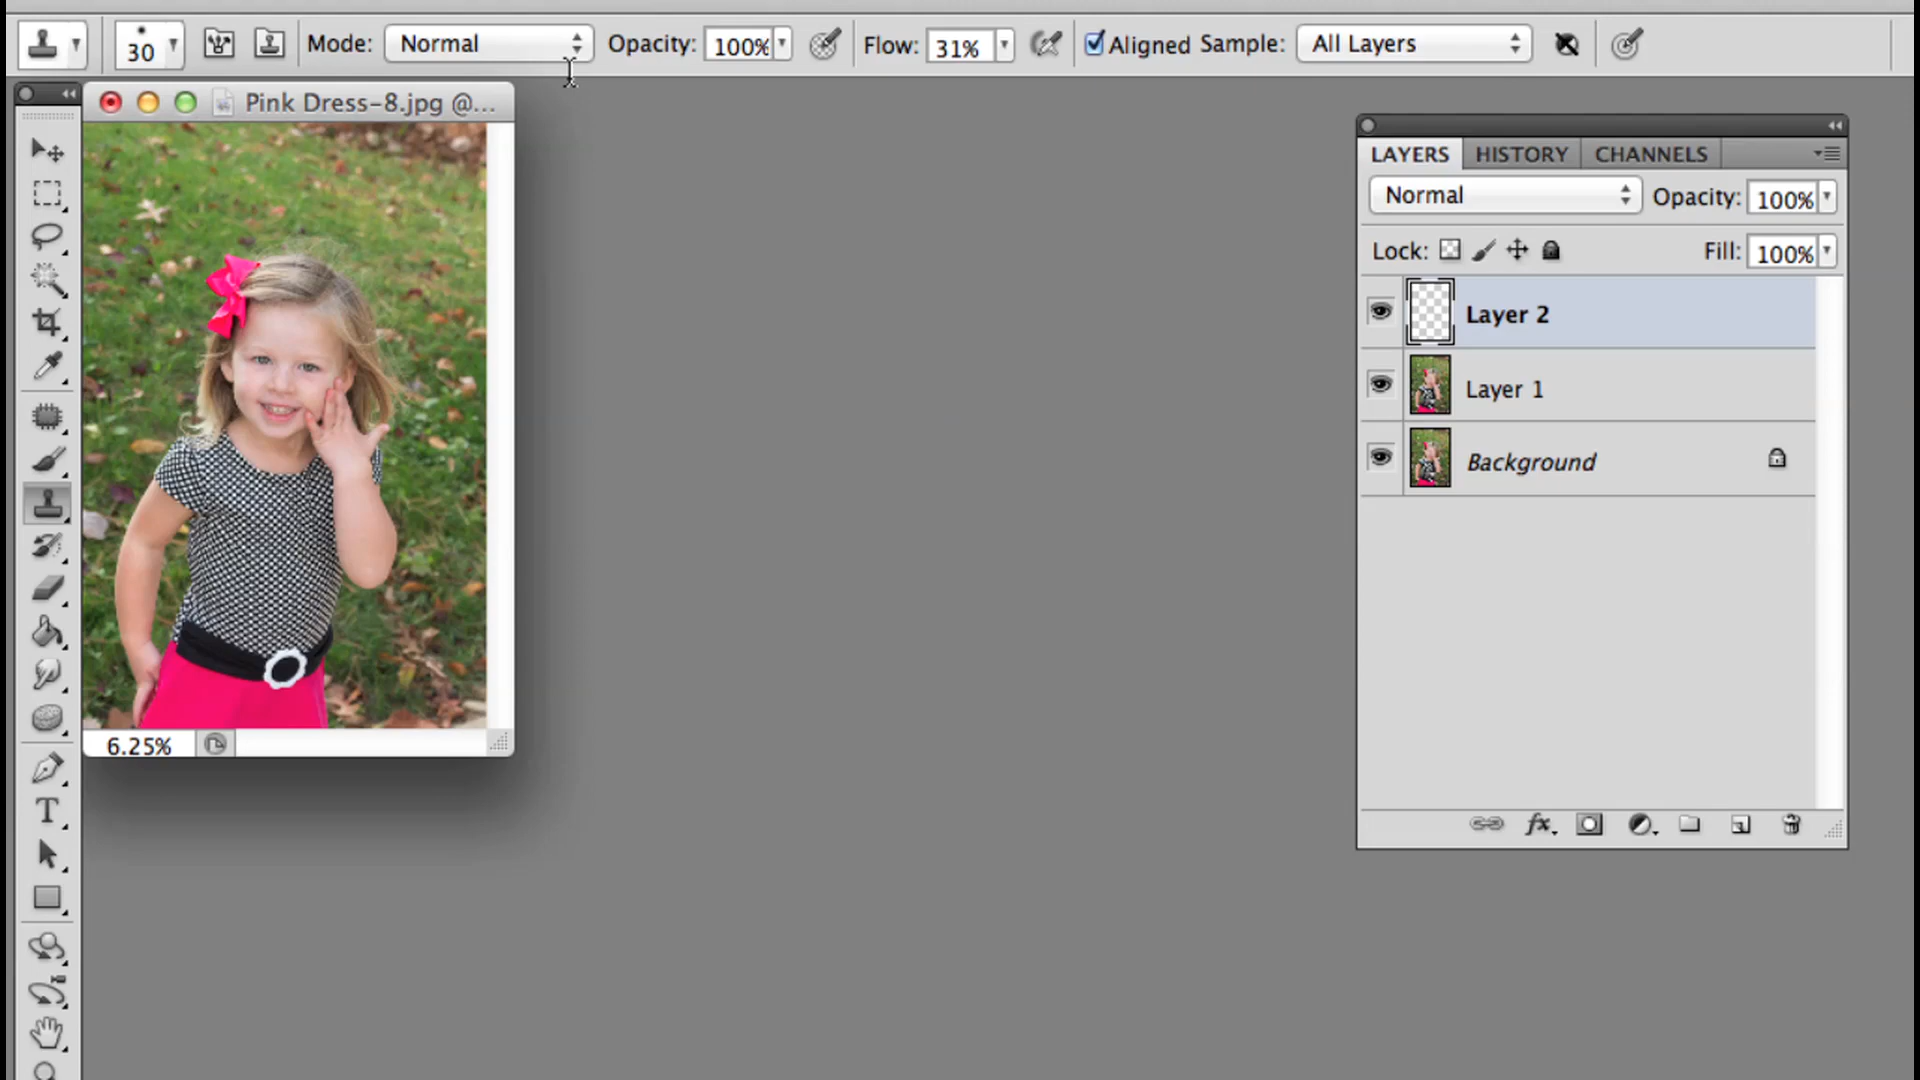 30 Mode: Normal Opacity: 100% Flow: 31% Aligned Sample: All Layers
Pink Dress-8.jpg @...
LAYERS HISTORY CHANNELS
Normal Opacity: 100%
Lock: Fill: 100%
Layer 2
Layer 1
Background
fx
6.25%
T